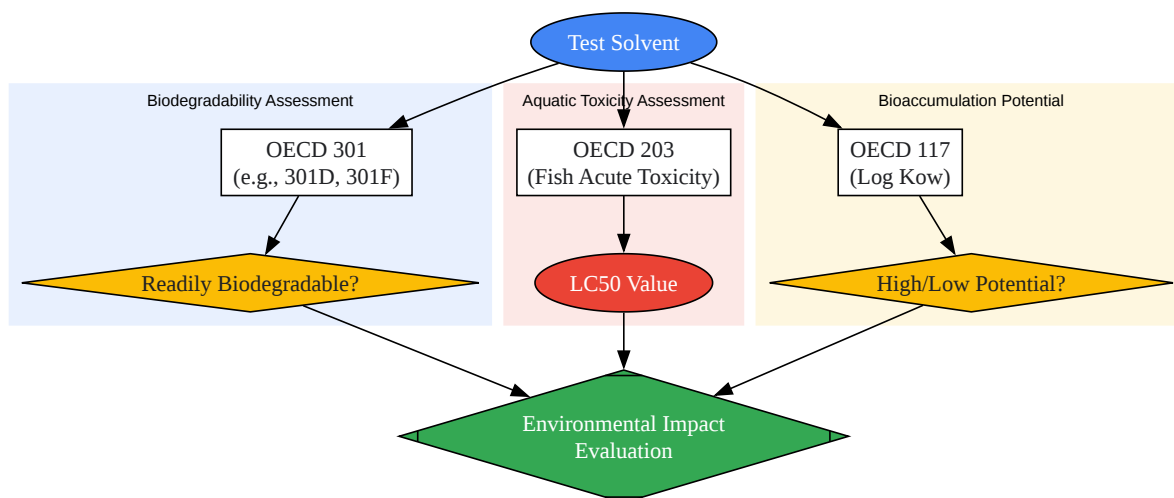 Test Solvent
Biodegradability Assessment
Aquatic Toxicity Assessment
Bioaccumulation Potential
OECD 301
(e.g., 301D, 301F)
OECD 203
(Fish Acute Toxicity)
OECD 117
(Log Kow)
Readily Biodegradable?
LC50 Value
High/Low Potential?
Environmental Impact
Evaluation